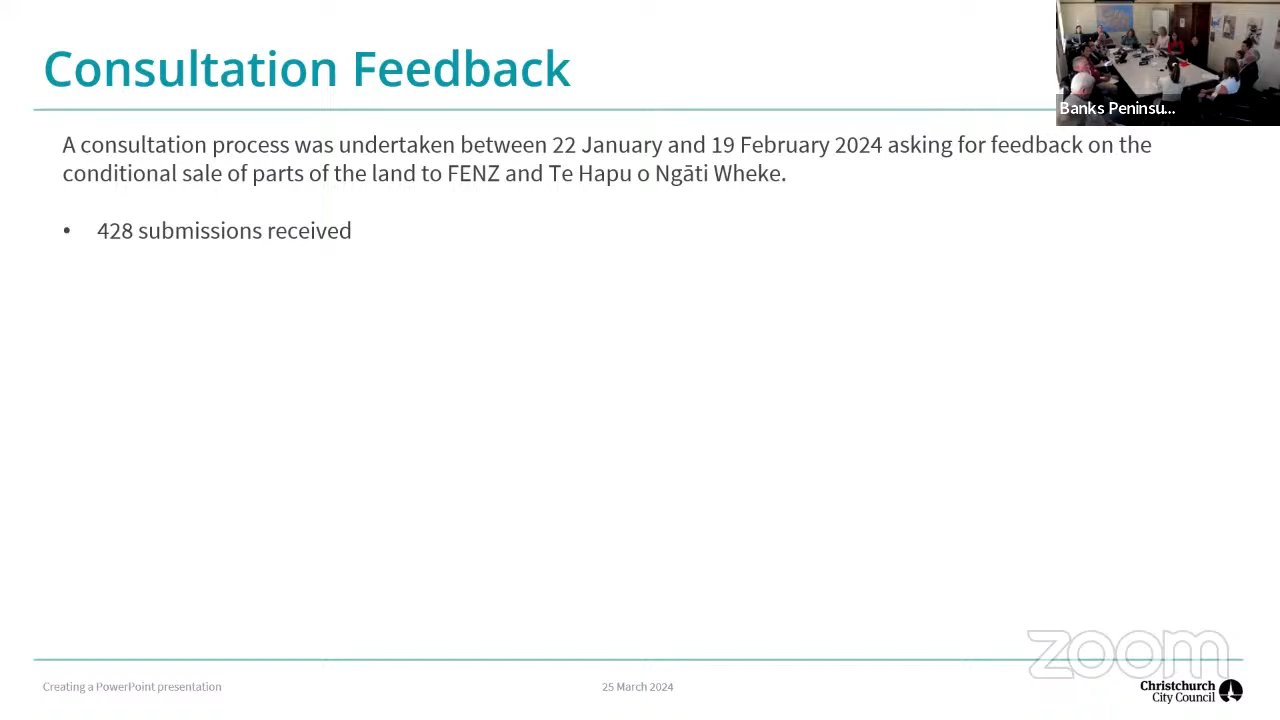 Consultation Feedback
Banks Peninsu...
A consultation process was undertaken between 22 January and 19 February 2024 asking for feedback on the
conditional sale of parts of the land to FENZ and Te Hapu o Ngāti Wheke.
• 428 submissions received
zoom
Creating a PowerPoint presentation
25 March 2024
Christchurch
City Council